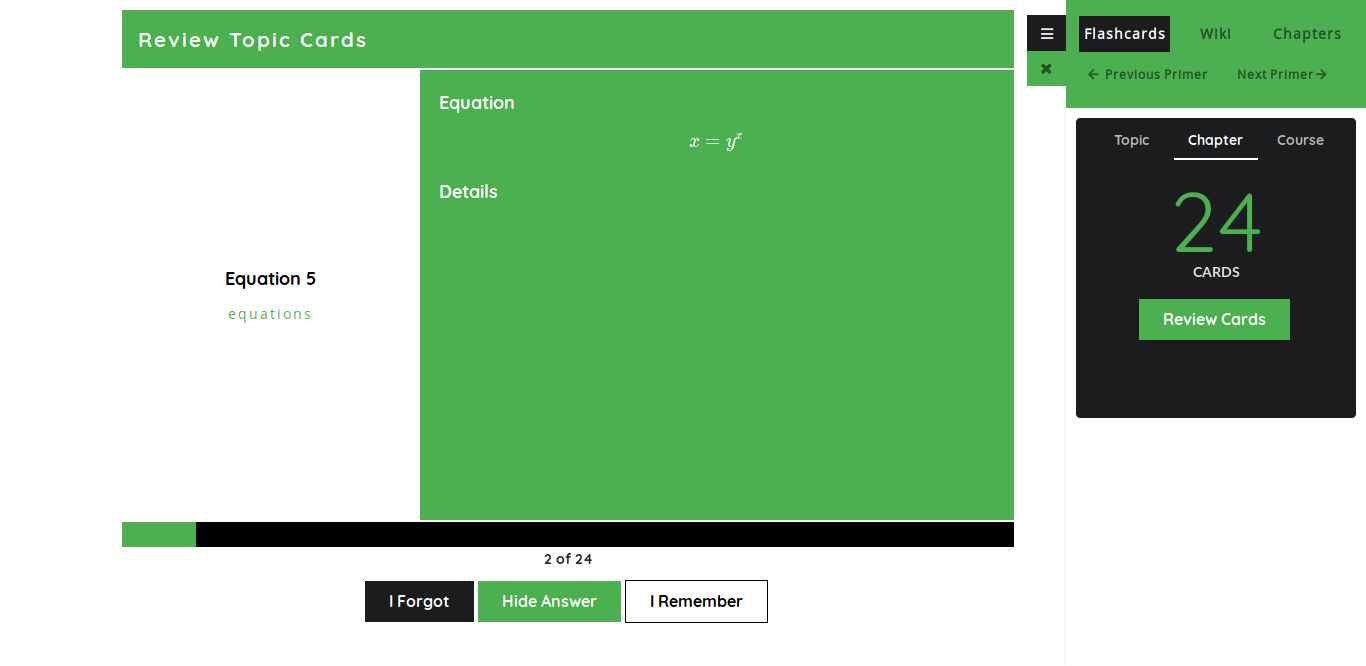 Review Topic Cards
Equation
x = y^x
Details
Equation 5
equations
2 of 24
I Forgot
Hide Answer
I Remember
Flashcards
Wiki
Chapters
Previous Primer
Next Primer
Topic
Chapter
Course
24
CARDS
Review Cards